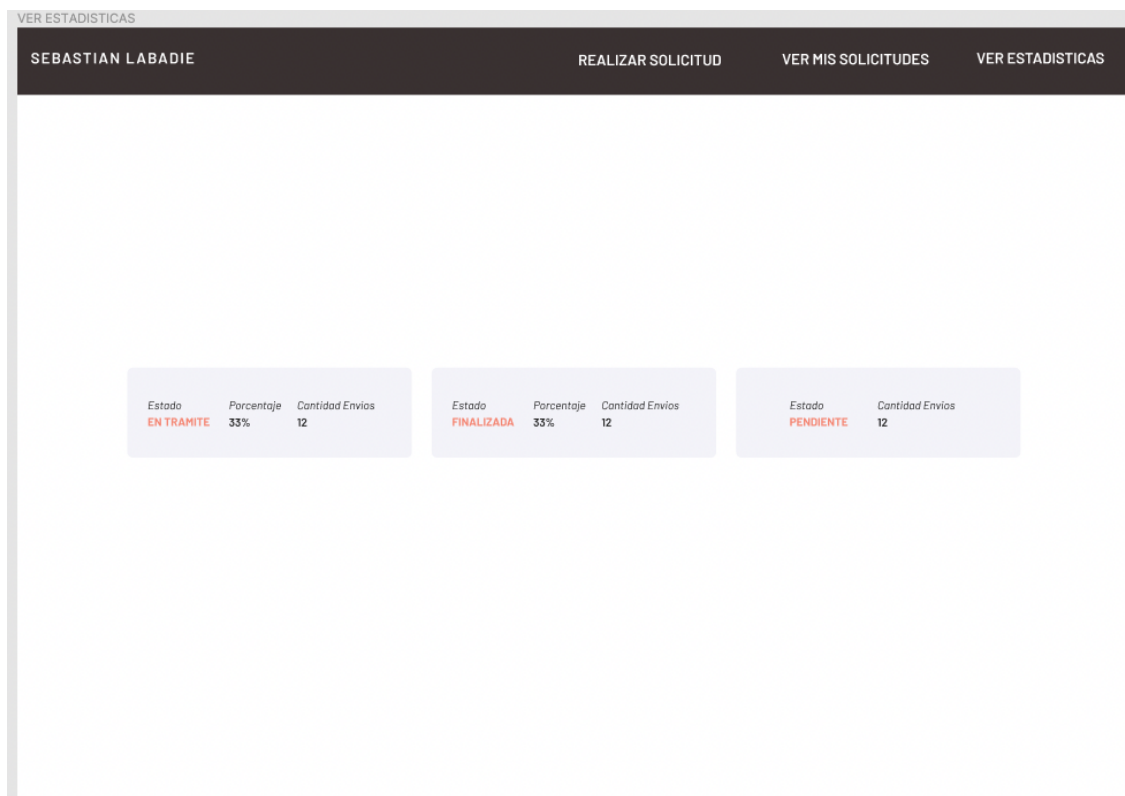 VER ESTADISTICAS
SEBASTIAN LABADIE
REALIZAR SOLICITUD
VER MIS SOLICITUDES
VER ESTADISTICAS
Estado Porcentaje Cantidad Envios
EN TRAMITE 33% 12
Estado Porcentaje Cantidad Envios
FINALIZADA 33% 12
Estado Cantidad Envios
PENDIENTE 12